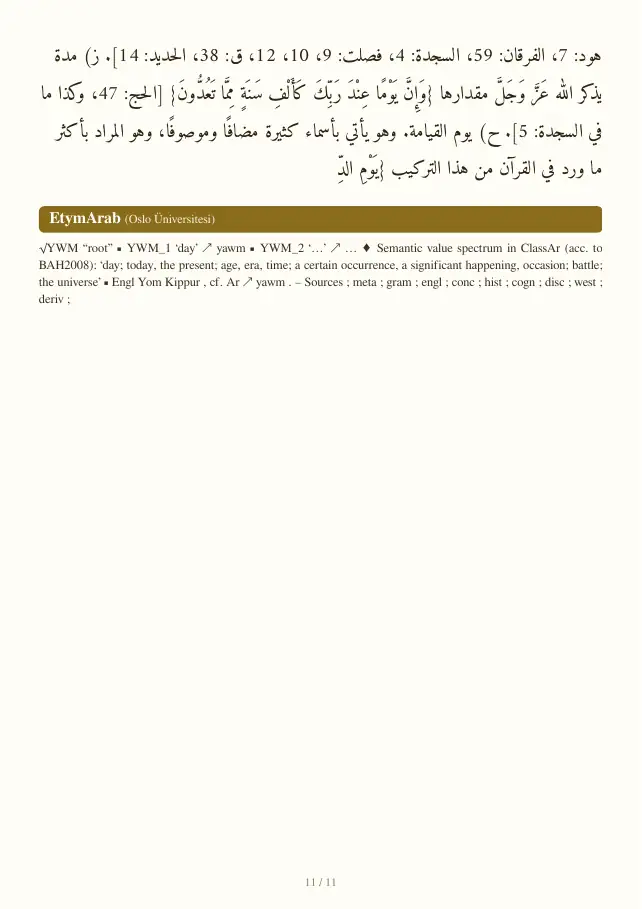 هود: 7، الفرقان: 59، السجدة: 4، فصلت: 9، 10، 12، ق: 38، الحديد: 14]. ز) مدة
يذكر الله عَزَّ وَجَلَّ مقدارها {وَإِنَّ يَوْمًا عِنْدَ رَبِّكَ كَأَلْفِ سَنَةٍ مِمَّا تَعُدُّونَ} [الحج: 47، وكذا ما
في السجدة: 5]. ح) يوم القيامة. وهو يأتي بأسماء كثيرة مضافًا وموصوفًا، وهو المراد بأكثر
ما ورد في القرآن من هذا التركيب {يَوْمِ الدِّ
EtymArab (Oslo Üniversitesi)
√YWM “root” ▪ YWM_1 ‘day’ ↗ yawm ▪ YWM_2 ‘…’ ↗ … ♦ Semantic value spectrum in ClassAr (acc. to
BAH2008): ‘day; today, the present; age, era, time; a certain occurrence, a significant happening, occasion; battle;
the universe’ ▪ Engl Yom Kippur , cf. Ar ↗ yawm . – Sources ; meta ; gram ; engl ; conc ; hist ; cogn ; disc ; west ;
deriv ;
11 / 11